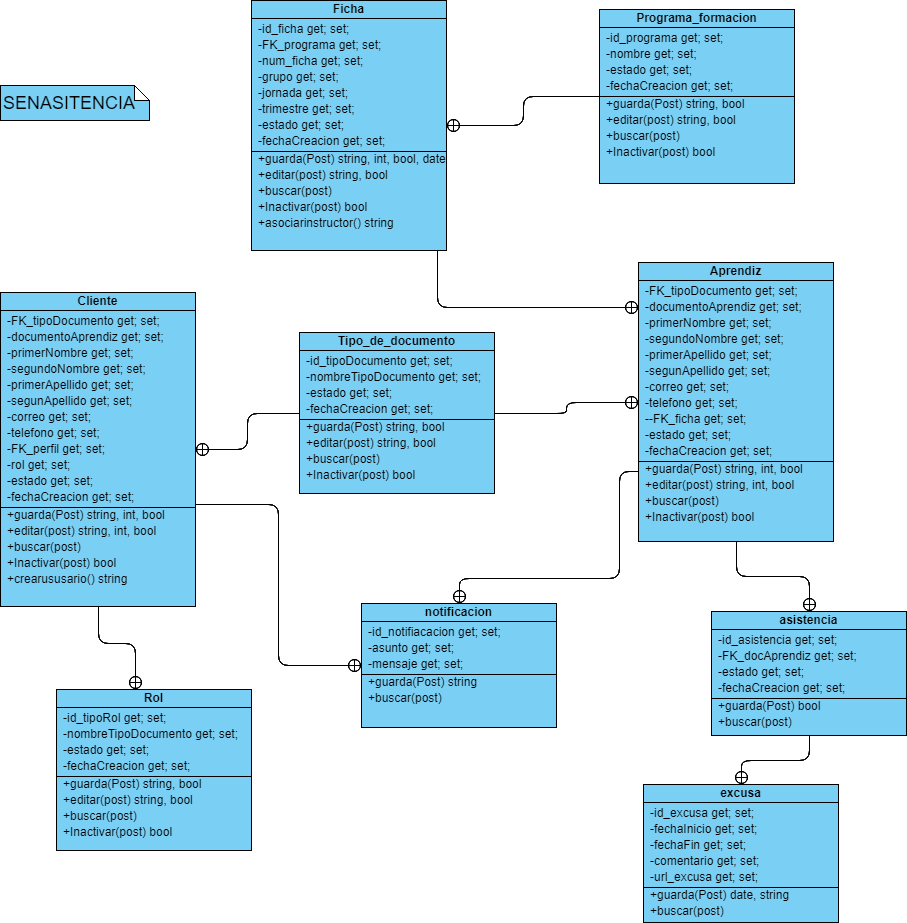 SENASITENCIA
Ficha
-id_ficha get; set;
-FK_programa get; set;
-num_ficha get; set;
-grupo get; set;
-jornada get; set;
-trimestre get; set;
-estado get; set;
-fechaCreacion get; set;
+guarda(Post) string, int, bool, date
+editar(post) string, bool
+buscar(post)
+Inactivar(post) bool
+asociarinstructor() string
Programa_formacion
-id_programa get; set;
-nombre get; set;
-estado get; set;
-fechaCreacion get; set;
+guarda(Post) string, bool
+editar(post) string, bool
+buscar(post)
+Inactivar(post) bool
Cliente
-FK_tipoDocumento get; set;
-documentoAprendiz get; set;
-primerNombre get; set;
-segundoNombre get; set;
-primerApellido get; set;
-segunApellido get; set;
-correo get; set;
-telefono get; set;
-FK_perfil get; set;
-rol get; set;
-estado get; set;
-fechaCreacion get; set;
+guarda(Post) string, int, bool
+editar(post) string, int, bool
+buscar(post)
+Inactivar(post) bool
+crearususario() string
Tipo_de_documento
-id_tipoDocumento get; set;
-nombreTipoDocumento get; set;
-estado get; set;
-fechaCreacion get; set;
+guarda(Post) string, bool
+editar(post) string, bool
+buscar(post)
+Inactivar(post) bool
Aprendiz
-FK_tipoDocumento get; set;
-documentoAprendiz get; set;
-primerNombre get; set;
-segundoNombre get; set;
-primerApellido get; set;
-segunApellido get; set;
-correo get; set;
-telefono get; set;
--FK_ficha get; set;
-estado get; set;
-fechaCreacion get; set;
+guarda(Post) string, int, bool
+editar(post) string, int, bool
+buscar(post)
+Inactivar(post) bool
notificacion
-id_notifiacacion get; set;
-asunto get; set;
-mensaje get; set;
+guarda(Post) string
+buscar(post)
asistencia
-id_asistencia get; set;
-FK_docAprendiz get; set;
-estado get; set;
-fechaCreacion get; set;
+guarda(Post) bool
+buscar(post)
Rol
-id_tipoRol get; set;
-nombreTipoDocumento get; set;
-estado get; set;
-fechaCreacion get; set;
+guarda(Post) string, bool
+editar(post) string, bool
+buscar(post)
+Inactivar(post) bool
excusa
-id_excusa get; set;
-fechaInicio get; set;
-fechaFin get; set;
-comentario get; set;
-url_excusa get; set;
+guarda(Post) date, string
+buscar(post)